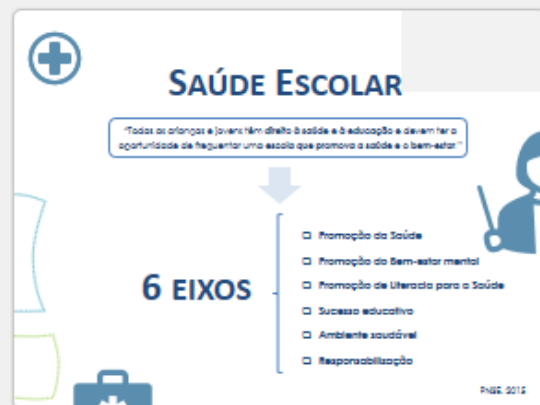 SAÚDE ESCOLAR
"Todas as crianças e jovens têm direito à saúde e à educação e devem ter a
oportunidade de frequentar uma escola que promova a saúde e o bem-estar."
6 EIXOS
Promoção da Saúde
Promoção do Bem-estar mental
Promoção de Literacia para a Saúde
Sucesso educativo
Ambiente saudável
Responsabilização
PNSE, 2015